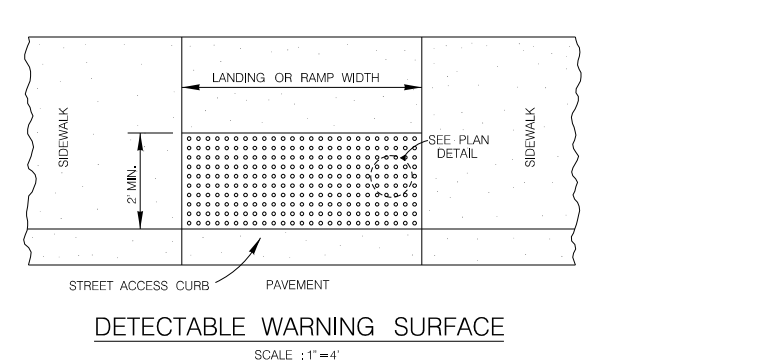 LANDING OR RAMP WIDTH
SIDEWALK
2' MIN.
SEE PLAN
DETAIL
SIDEWALK
STREET ACCESS CURB
PAVEMENT
DETECTABLE WARNING SURFACE
SCALE : 1" = 4'